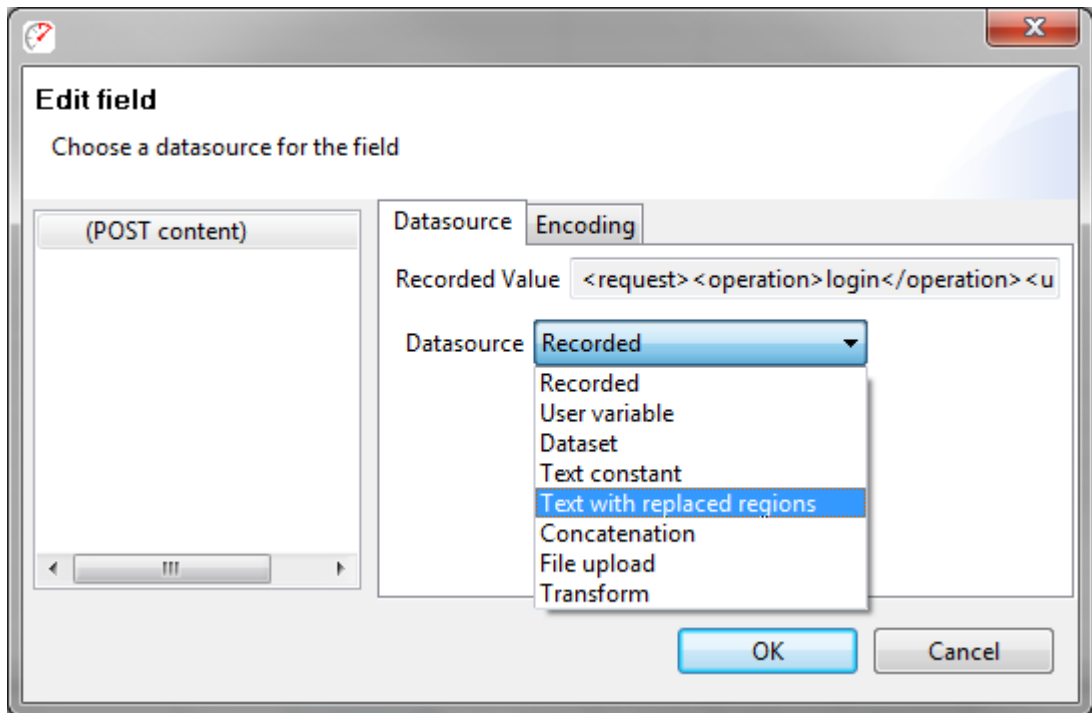 Edit field
Choose a datasource for the field
(POST content)
Datasource Encoding
Recorded Value <request><operation>login</operation><u
Datasource Recorded
Recorded
User variable
Dataset
Text constant
Text with replaced regions
Concatenation
File upload
Transform
OK Cancel